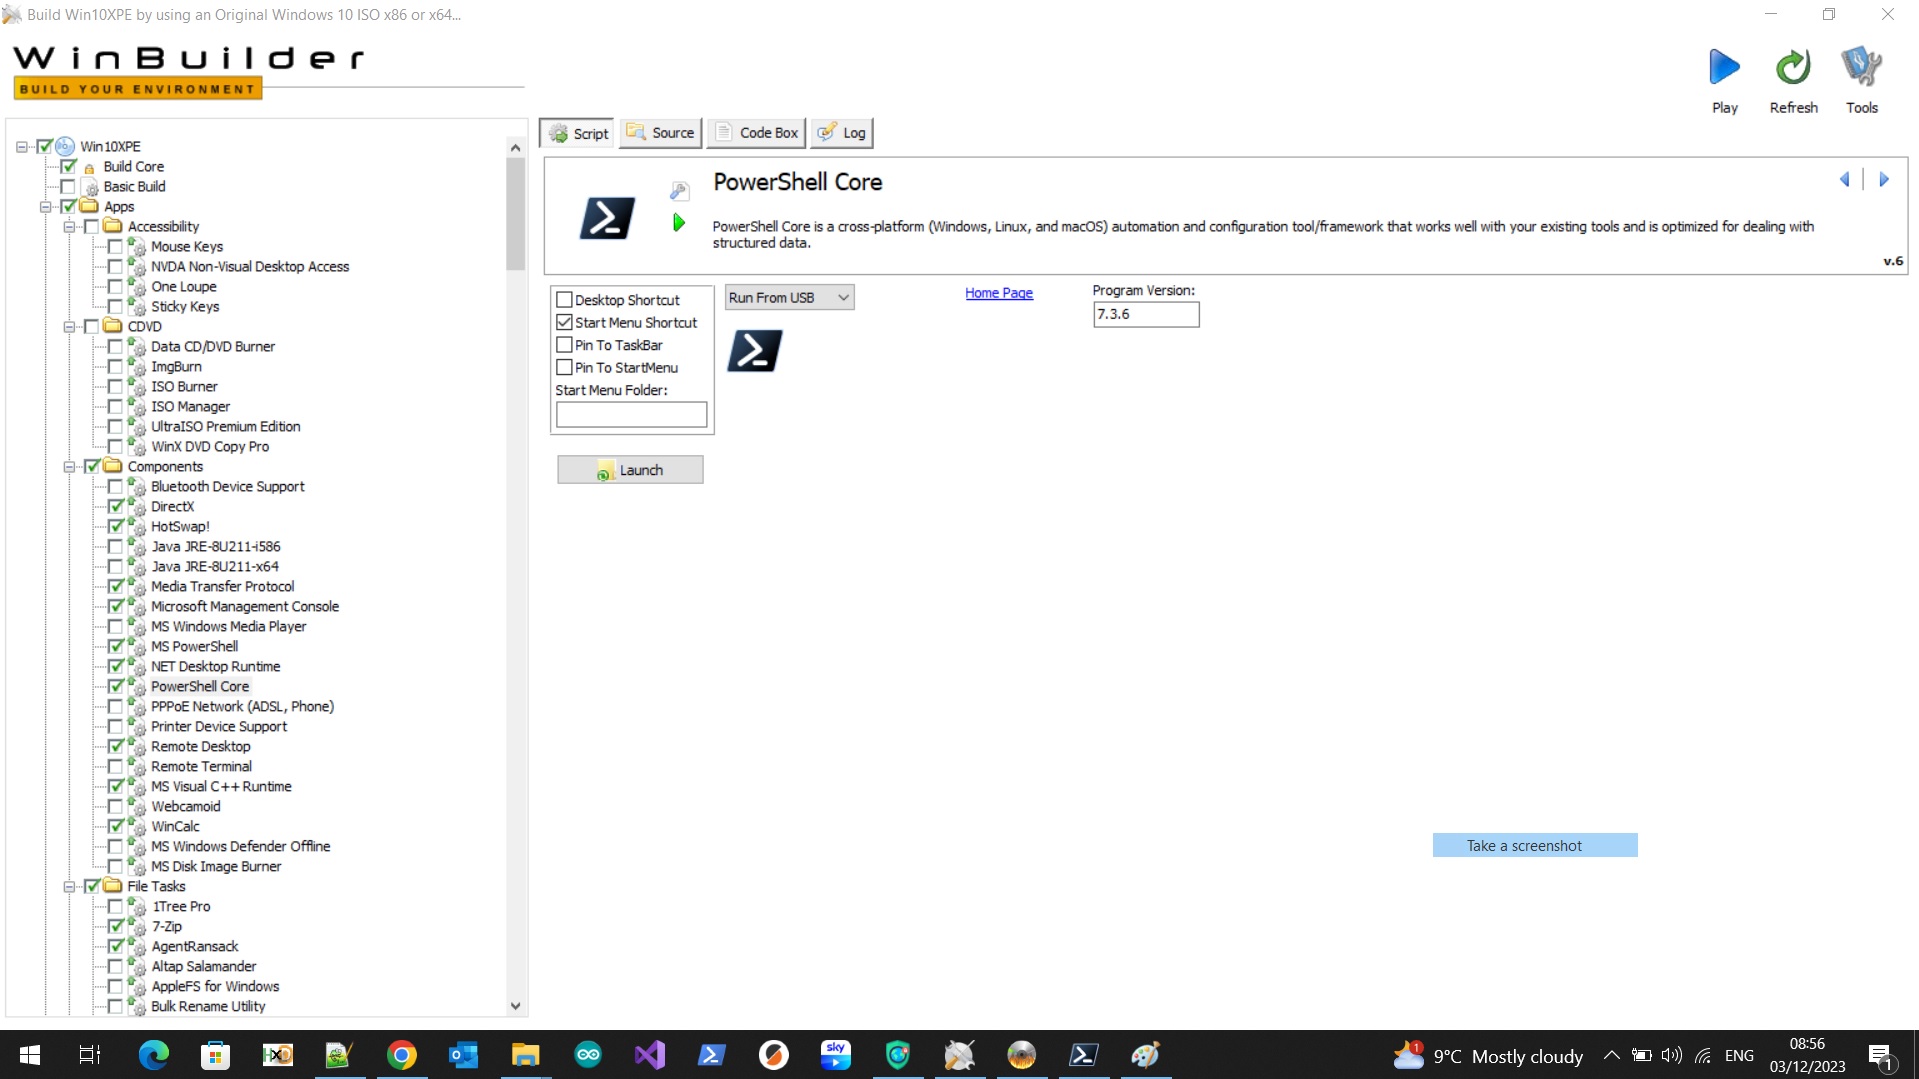 Build Win10XPE by using an Original Windows 10 ISO x86 or x64...
WinBuilder
BUILD YOUR ENVIRONMENT
Play
Refresh
Tools
Win10XPE
Build Core
Basic Build
Apps
Accessibility
Mouse Keys
NVDA Non-Visual Desktop Access
One Loupe
Sticky Keys
CDVD
Data CD/DVD Burner
ImgBurn
ISO Burner
ISO Manager
UltraISO Premium Edition
WinX DVD Copy Pro
Components
Bluetooth Device Support
DirectX
HotSwap!
Java JRE-8U211-i586
Java JRE-8U211-x64
Media Transfer Protocol
Microsoft Management Console
MS Windows Media Player
MS PowerShell
NET Desktop Runtime
PowerShell Core
PPPoE Network (ADSL, Phone)
Printer Device Support
Remote Desktop
Remote Terminal
MS Visual C++ Runtime
Webcamoid
WinCalc
MS Windows Defender Offline
MS Disk Image Burner
File Tasks
1Tree Pro
7-Zip
AgentRansack
Altap Salamander
AppleFS for Windows
Bulk Rename Utility
Script
Source
Code Box
Log
PowerShell Core
PowerShell Core is a cross-platform (Windows, Linux, and macOS) automation and configuration tool/framework that works well with your existing tools and is optimized for dealing with
structured data.
v.6
Desktop Shortcut
Start Menu Shortcut
Pin To TaskBar
Pin To StartMenu
Start Menu Folder:
Run From USB
Home Page
Program Version:
7.3.6
Launch
Take a screenshot
HxD
sky
1
9°C Mostly cloudy
ENG
08:56
03/12/2023
1